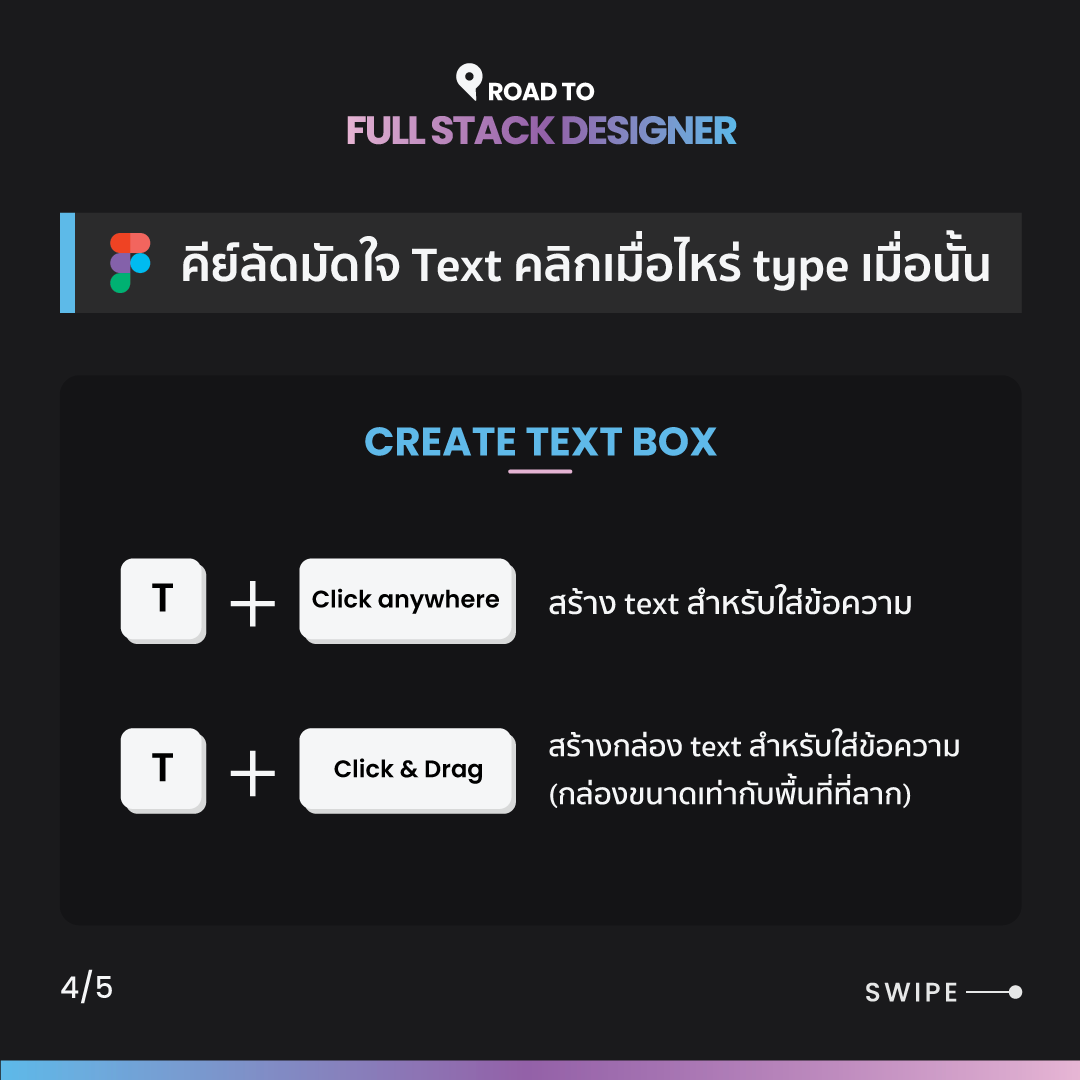 ROAD TO
FULL STACK DESIGNER
คีย์ลัดมัดใจ Text คลิกเมื่อไหร่ type เมื่อนั้น
CREATE TEXT BOX
T + Click anywhere สร้าง text สำหรับใส่ข้อความ
T + Click & Drag สร้างกล่อง text สำหรับใส่ข้อความ
(กล่องขนาดเท่ากับพื้นที่ที่ลาก)
4/5
SWIPE